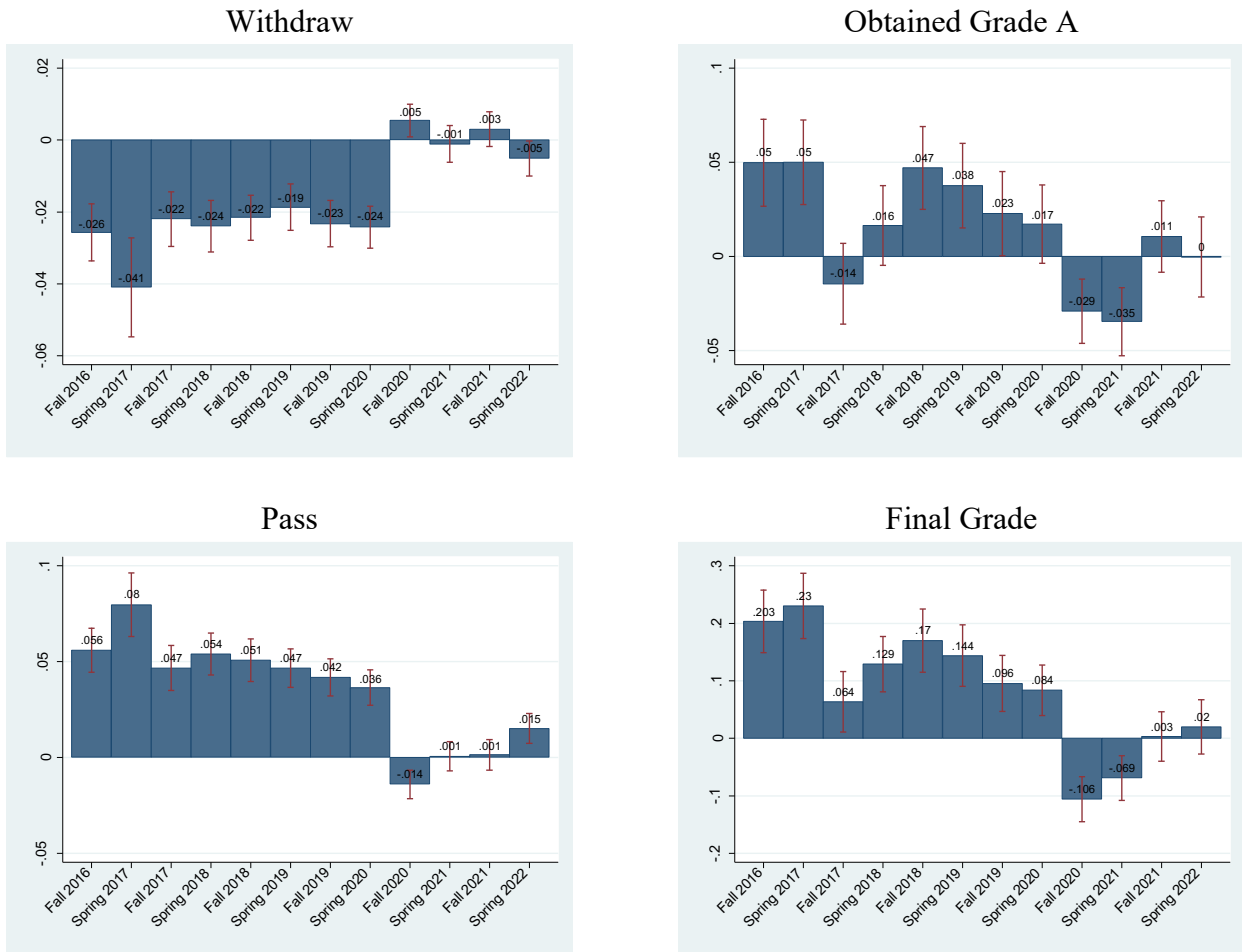 Withdraw
.02
0
-.02
-.04
-.06
-.026
-.041
-.022
-.024
-.022
-.019
-.023
-.024
.005
-.001
.003
-.005
Fall 2016
Spring 2017
Fall 2017
Spring 2018
Fall 2018
Spring 2019
Fall 2019
Spring 2020
Fall 2020
Spring 2021
Fall 2021
Spring 2022
Obtained Grade A
.1
.05
0
-.05
.05
.05
-.014
.016
.047
.038
.023
.017
-.029
-.035
.011
0
Fall 2016
Spring 2017
Fall 2017
Spring 2018
Fall 2018
Spring 2019
Fall 2019
Spring 2020
Fall 2020
Spring 2021
Fall 2021
Spring 2022
Pass
.1
.05
0
-.05
.056
.08
.047
.054
.051
.047
.042
.036
-.014
.001
.001
.015
Fall 2016
Spring 2017
Fall 2017
Spring 2018
Fall 2018
Spring 2019
Fall 2019
Spring 2020
Fall 2020
Spring 2021
Fall 2021
Spring 2022
Final Grade
.3
.2
.1
0
-.1
-.2
.203
.23
.064
.129
.17
.144
.096
.084
-.106
-.069
.003
.02
Fall 2016
Spring 2017
Fall 2017
Spring 2018
Fall 2018
Spring 2019
Fall 2019
Spring 2020
Fall 2020
Spring 2021
Fall 2021
Spring 2022